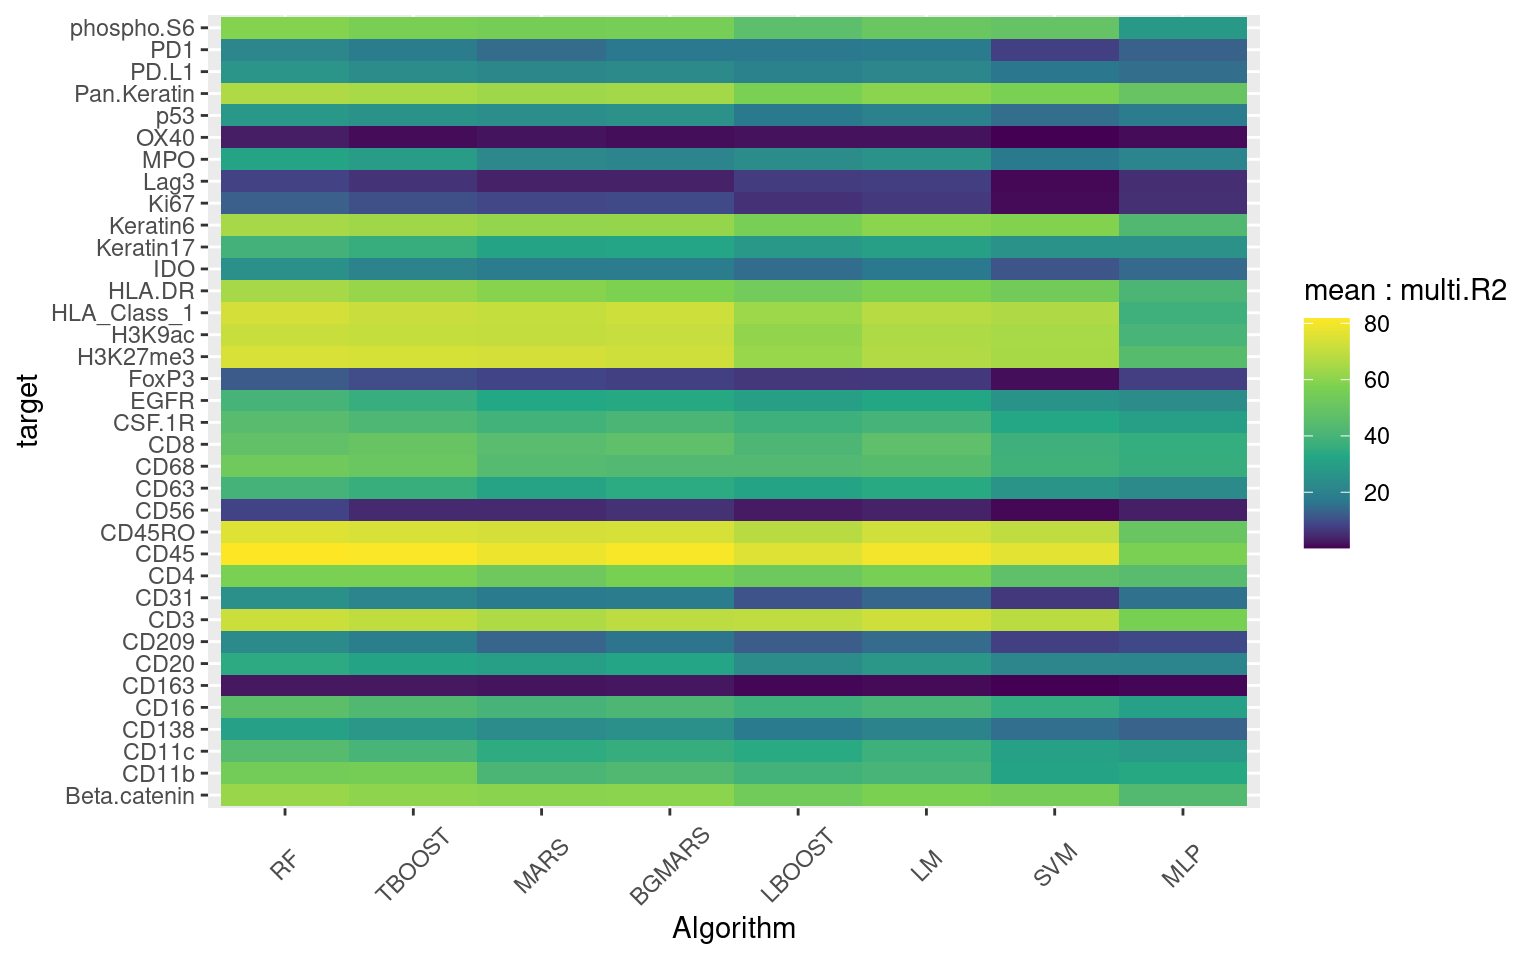 phospho.S6
PD1
PD.L1
Pan.Keratin
p53
OX40
MPO
Lag3
Ki67
Keratin6
Keratin17
IDO
HLA.DR
HLA_Class_1
H3K9ac
H3K27me3
FoxP3
EGFR
CSF.1R
CD8
CD68
CD63
CD56
CD45RO
CD45
CD4
CD31
CD3
CD209
CD20
CD163
CD16
CD138
CD11c
CD11b
Beta.catenin
target
RF
TBOOST
MARS
BGMARS
LBOOST
LM
SVM
MLP
Algorithm
mean : multi.R2
80
60
40
20